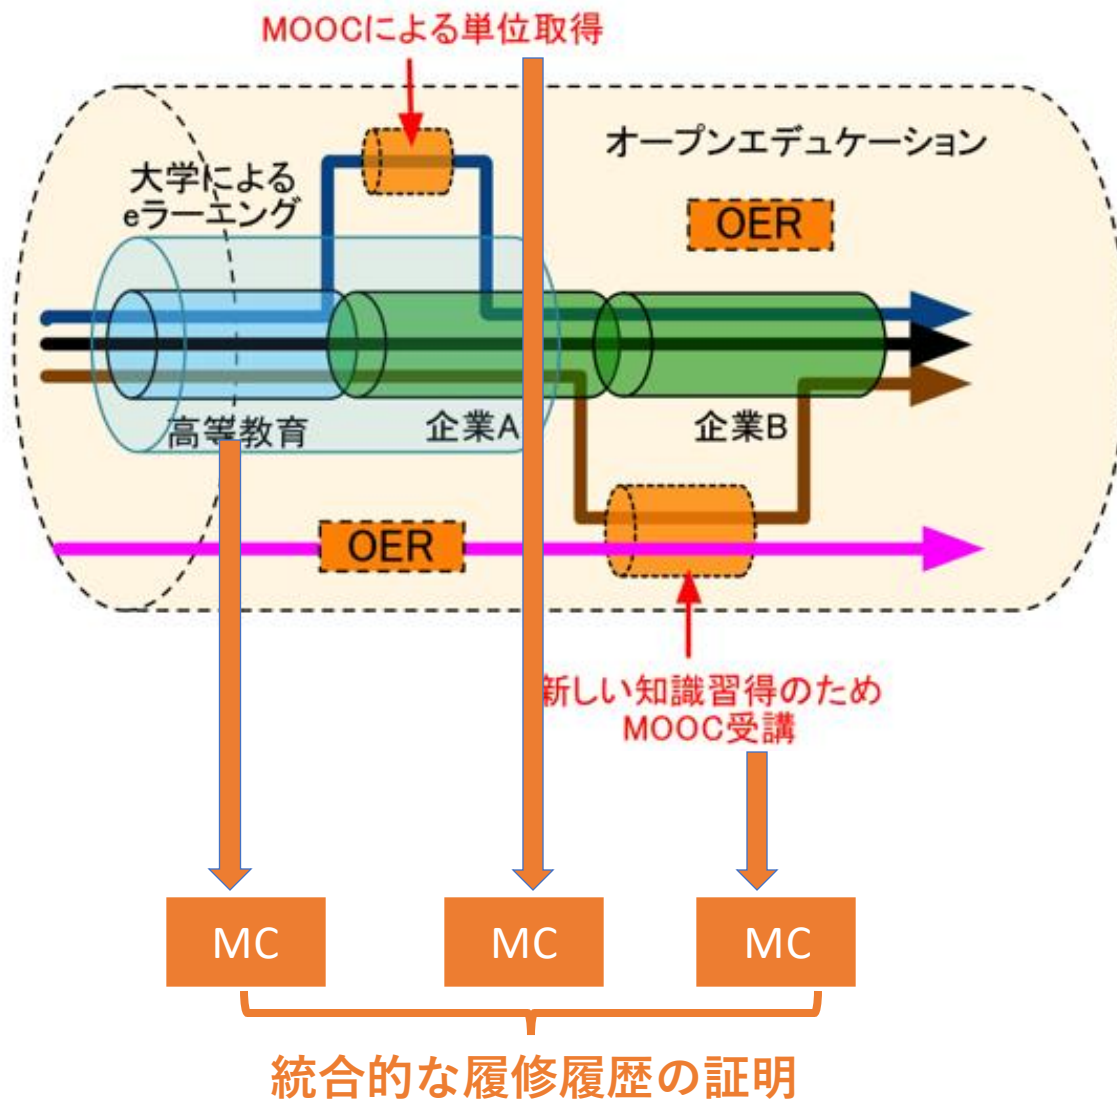 MOOCによる単位取得
オープンエデュケーション
大学による
eラーニング
OER
高等教育
企業A
企業B
OER
新しい知識習得のため
MOOC受講
MC
MC
MC
統合的な履修履歴の証明